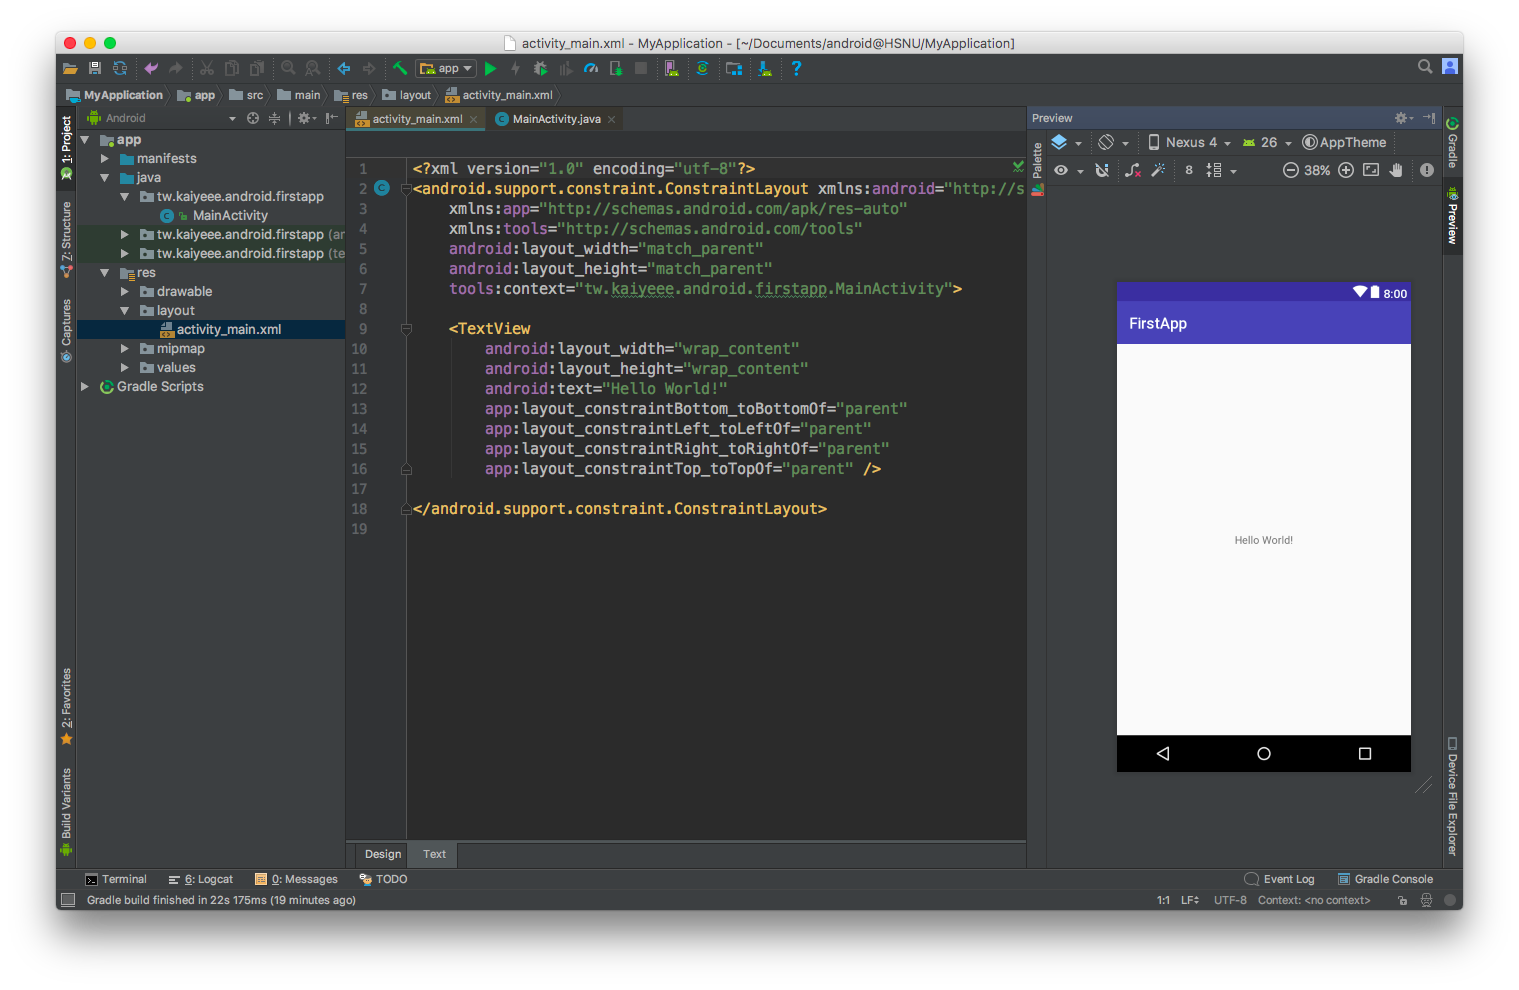 activity_main.xml - MyApplication - [~/Documents/android@HSNU/MyApplication]
app
MyApplication app src main res layout activity_main.xml
1: Project
Z: Structure
Captures
2: Favorites
Build Variants
Android
app
manifests
java
tw.kaiyeee.android.firstapp
MainActivity
tw.kaiyeee.android.firstapp (an
tw.kaiyeee.android.firstapp (te
res
drawable
layout
activity_main.xml
mipmap
values
Gradle Scripts
activity_main.xml MainActivity.java
1 <?xml version="1.0" encoding="utf-8"?>
2 <android.support.constraint.ConstraintLayout xmlns:android="http://s
3 xmlns:app="http://schemas.android.com/apk/res-auto"
4 xmlns:tools="http://schemas.android.com/tools"
5 android:layout_width="match_parent"
6 android:layout_height="match_parent"
7 tools:context="tw.kaiyeee.android.firstapp.MainActivity">
8
9 <TextView
10 android:layout_width="wrap_content"
11 android:layout_height="wrap_content"
12 android:text="Hello World!"
13 app:layout_constraintBottom_toBottomOf="parent"
14 app:layout_constraintLeft_toLeftOf="parent"
15 app:layout_constraintRight_toRightOf="parent"
16 app:layout_constraintTop_toTopOf="parent" />
17
18 </android.support.constraint.ConstraintLayout>
19
Design Text
Preview
Palette
Nexus 4 26 AppTheme
8 38%
8:00
FirstApp
Hello World!
Gradle
Preview
Device File Explorer
Terminal 6: Logcat 0: Messages TODO Event Log Gradle Console
Gradle build finished in 22s 175ms (19 minutes ago) 1:1 LF UTF-8 Context: <no context>